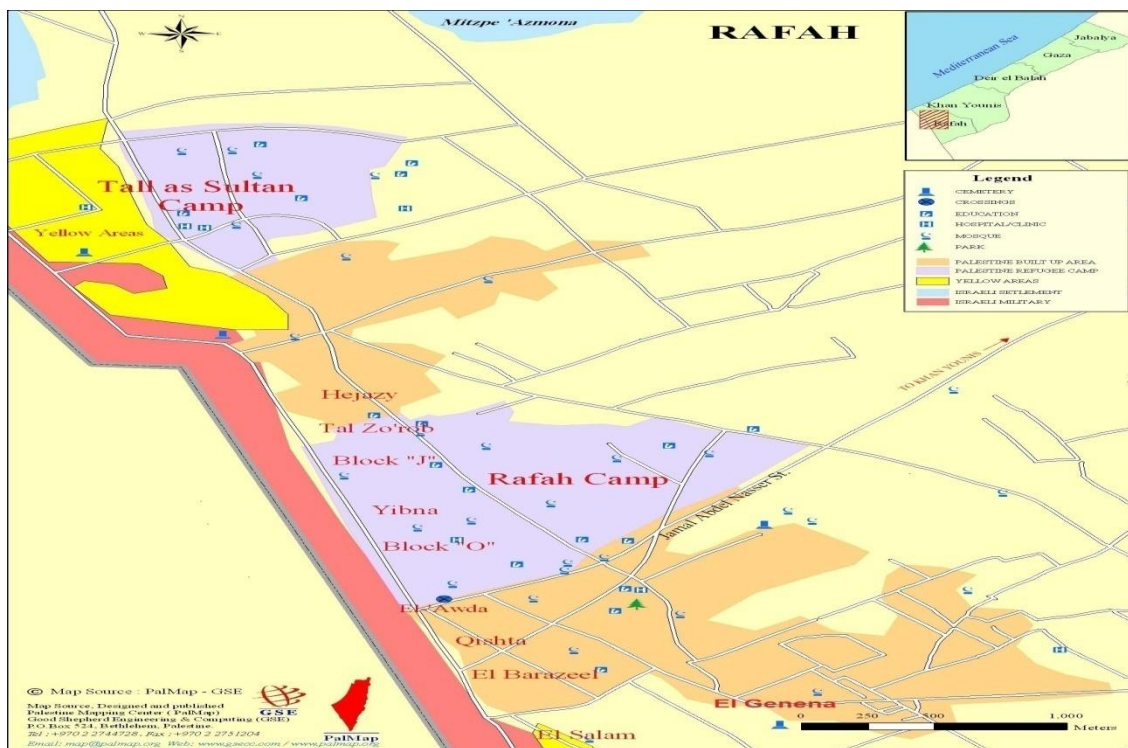 Mitzpe 'Azmona
RAFAH
N
W
E
S
Mediterranean Sea
Jabalya
Gaza
Deir el Balah
Khan Younis
Rafah
Legend
CEMETERY
CROSSINGS
EDUCATION
HOSPITAL/CLINIC
MOSQUE
PARK
PALESTINE BUILT UP AREA
PALESTINE REFUGEE CAMP
YELLOW AREAS
ISRAELI SETLEMENT
ISRAELI MILITARY
Tall as Sultan
Camp
Yellow Areas
TO KHAN YOUNIS
Hejazy
Tal Zo'rob
Block "J"
Rafah Camp
Yibna
Block "O"
Jamal Abdel Nasser St.
El-'Awda
Qishta
El Barazeel
El Genena
El Salam
0 250 500 1,000
Meters
© Map Source : PalMap - GSE
Map Source, Designed and published
Palestine Mapping Center ( PalMap)
Good Shepherd Engineering & Computing (GSE)
P.O.Box 524, Bethlehem, Palestine.
Tel : +970 2 2744728, Fax : +970 2 2751204
Email: map@palmap.org Web: www.gsecc.com / www.palmap.org
GSE
PalMap